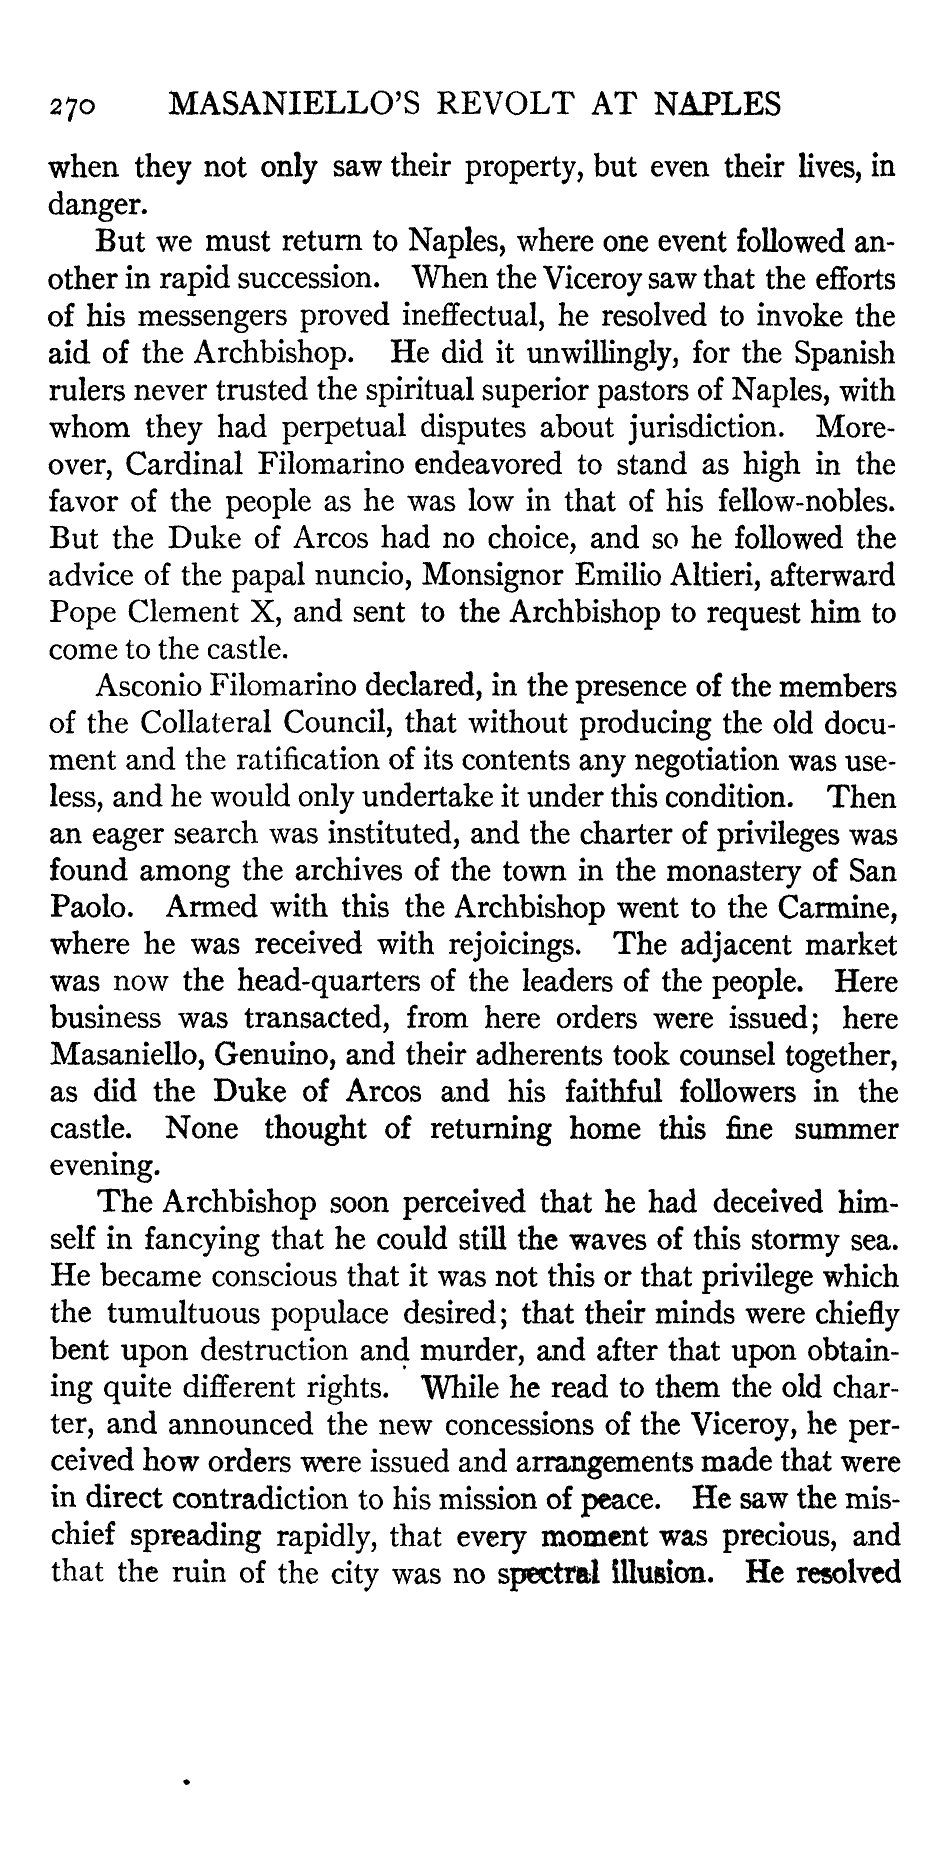 270 MASANIELLO'S REVOLT AT NAPLES
when they not only saw their property, but even their lives, in
danger.
But we must return to Naples, where one event followed an-
other in rapid succession. When the Viceroy saw that the efforts
of his messengers proved ineffectual, he resolved to invoke the
aid of the Archbishop. He did it unwillingly, for the Spanish
rulers never trusted the spiritual superior pastors of Naples, with
whom they had perpetual disputes about jurisdiction. More-
over, Cardinal Filomarino endeavored to stand as high in the
favor of the people as he was low in that of his fellow-nobles.
But the Duke of Arcos had no choice, and so he followed the
advice of the papal nuncio, Monsignor Emilio Altieri, afterward
Pope Clement X, and sent to the Archbishop to request him to
come to the castle.
Asconio Filomarino declared, in the presence of the members
of the Collateral Council, that without producing the old docu-
ment and the ratification of its contents any negotiation was use-
less, and he would only undertake it under this condition. Then
an eager search was instituted, and the charter of privileges was
found among the archives of the town in the monastery of San
Paolo. Armed with this the Archbishop went to the Carmine,
where he was received with rejoicings. The adjacent market
was now the head-quarters of the leaders of the people. Here
business was transacted, from here orders were issued; here
Masaniello, Genuino, and their adherents took counsel together,
as did the Duke of Arcos and his faithful followers in the
castle. None thought of returning home this fine summer
evening.
The Archbishop soon perceived that he had deceived him-
self in fancying that he could still the waves of this stormy sea.
He became conscious that it was not this or that privilege which
the tumultuous populace desired; that their minds were chiefly
bent upon destruction and murder, and after that upon obtain-
ing quite different rights. While he read to them the old char-
ter, and announced the new concessions of the Viceroy, he per-
ceived how orders were issued and arrangements made that were
in direct contradiction to his mission of peace. He saw the mis-
chief spreading rapidly, that every moment was precious, and
that the ruin of the city was no spectral illusion. He resolved